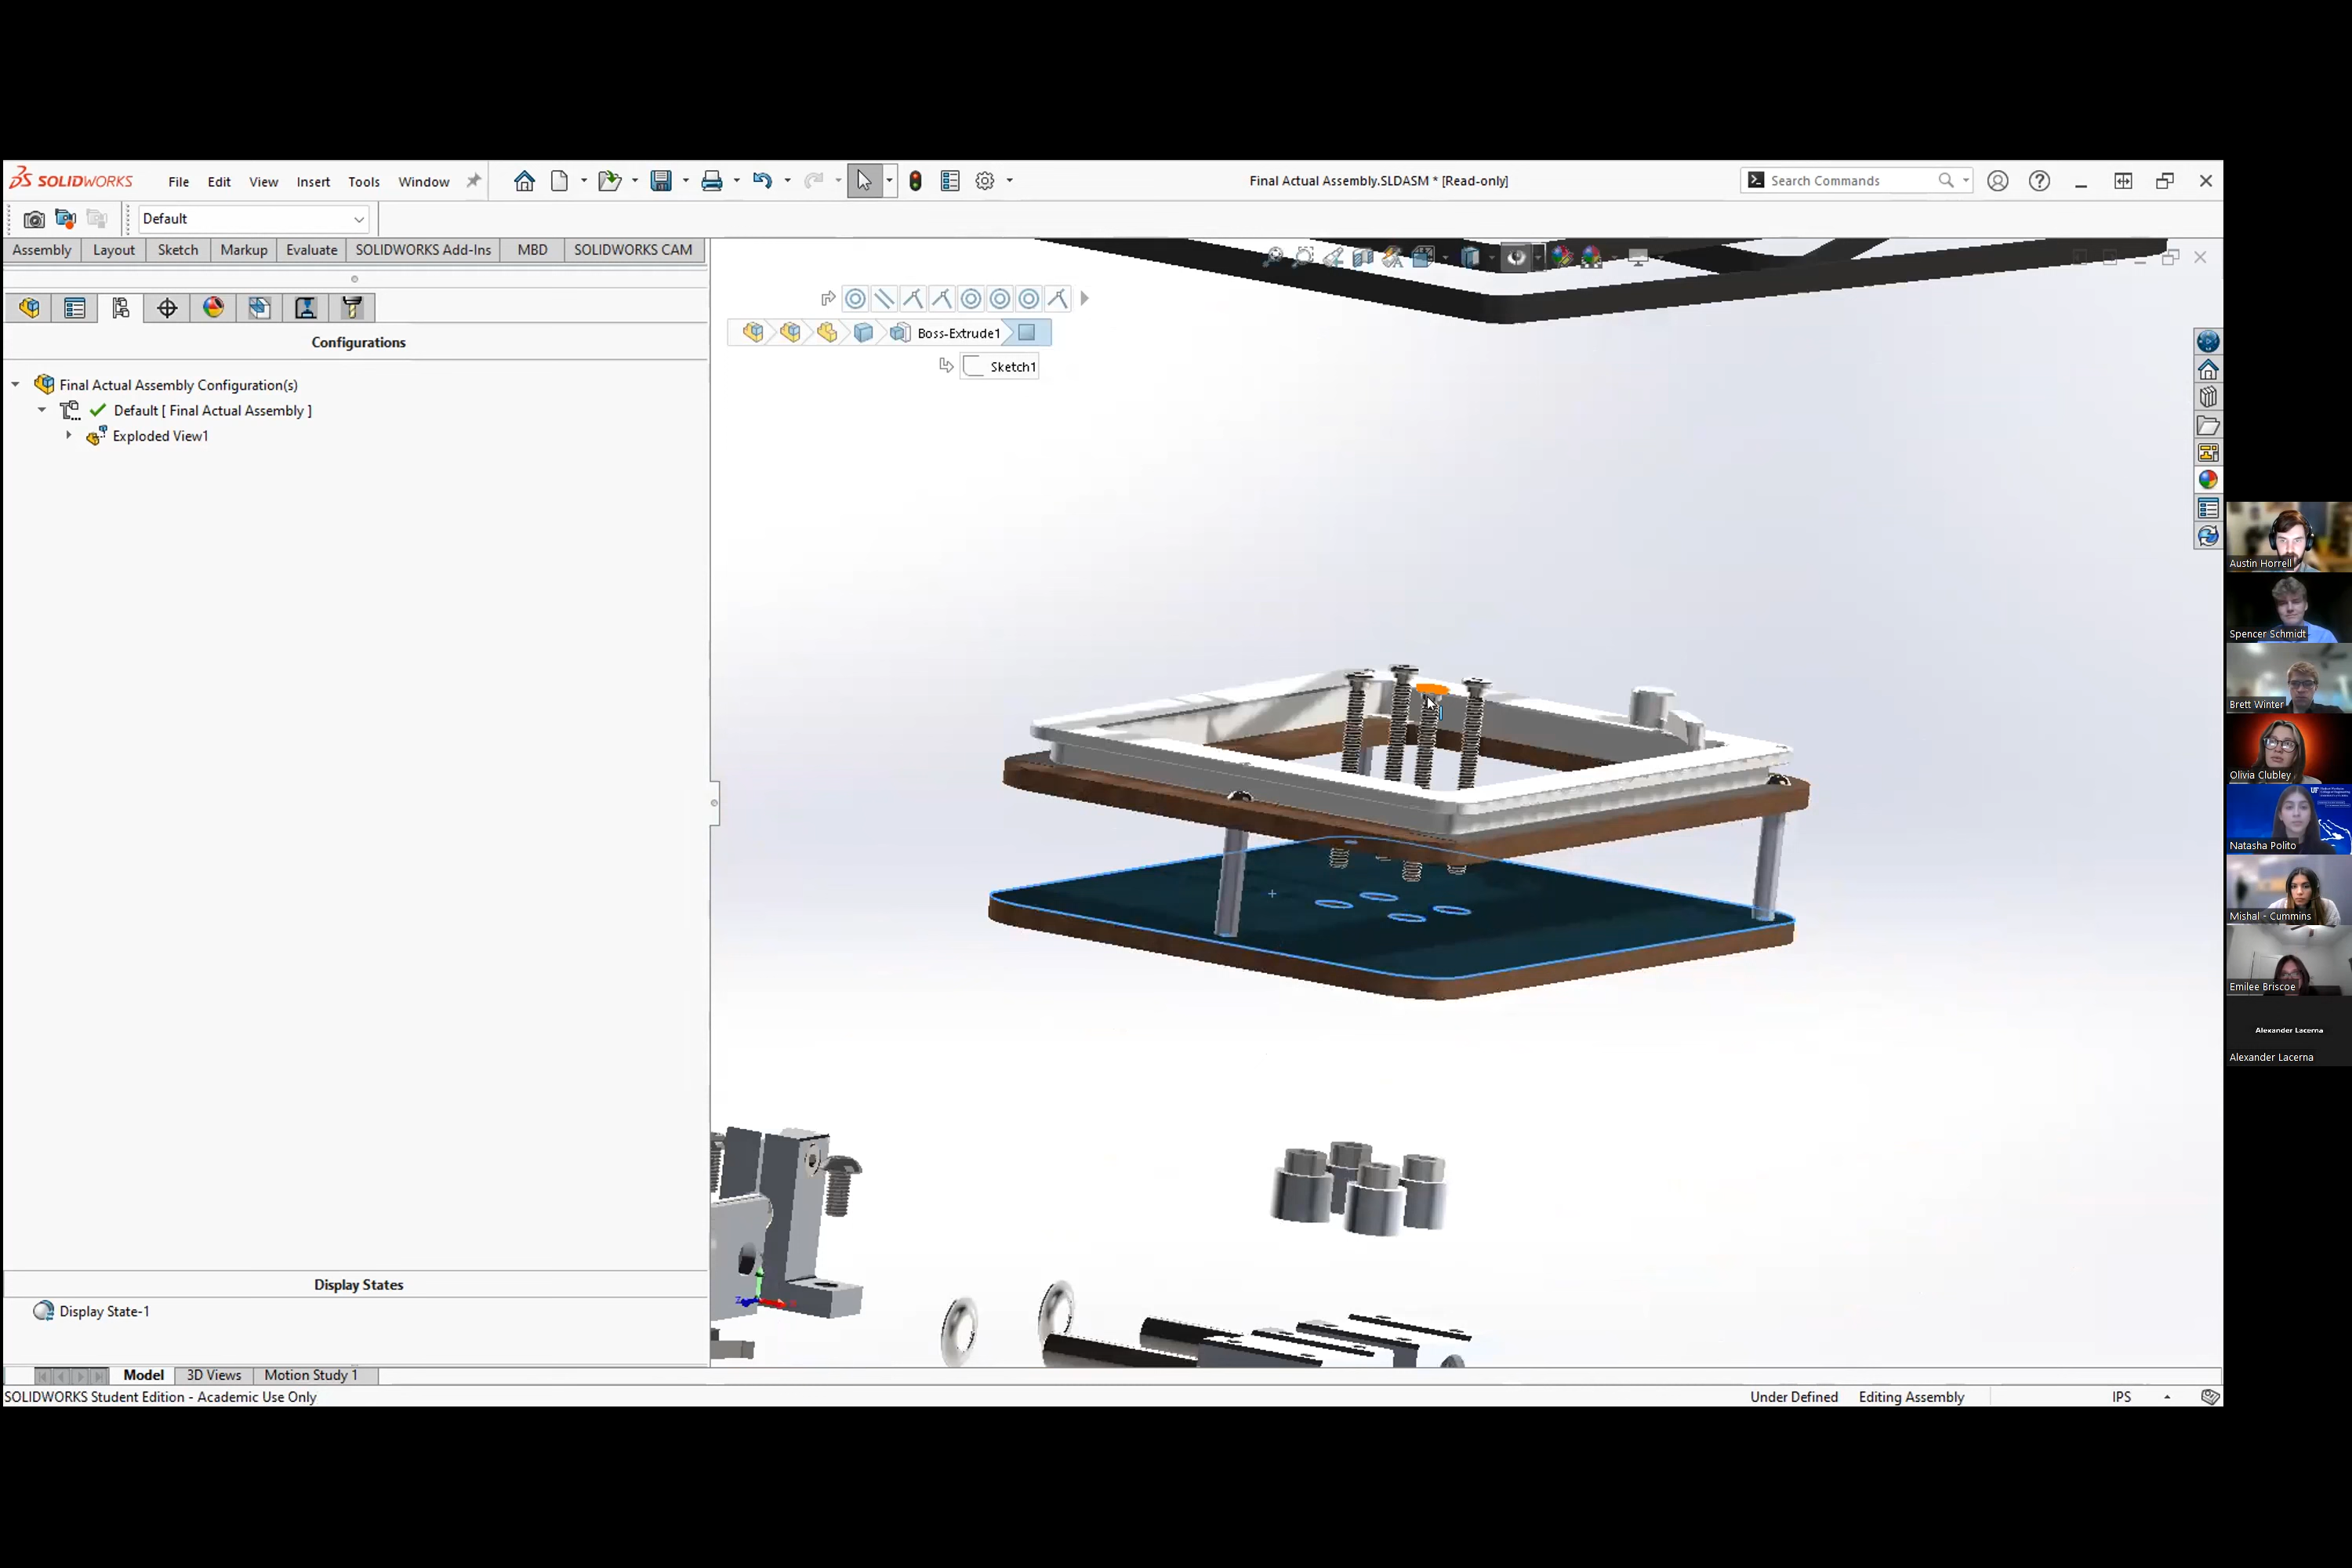 SOLIDWORKS File Edit View Insert Tools Window Final Actual Assembly.SLDASM * [Read-only] Search Commands
Default
Assembly Layout Sketch Markup Evaluate SOLIDWORKS Add-Ins MBD SOLIDWORKS CAM
Configurations
Final Actual Assembly Configuration(s)
Default [ Final Actual Assembly ]
Exploded View1
Boss-Extrude1
Sketch1
Display States
Display State-1
Model 3D Views Motion Study 1
SOLIDWORKS Student Edition - Academic Use Only Under Defined Editing Assembly IPS
Austin Horrell
Spencer Schmidt
Brett Winter
Olivia Clubley
Natasha Polito
Mishal - Cummins
Emilee Briscoe
Alexander Lacerna
Alexander Lacerna